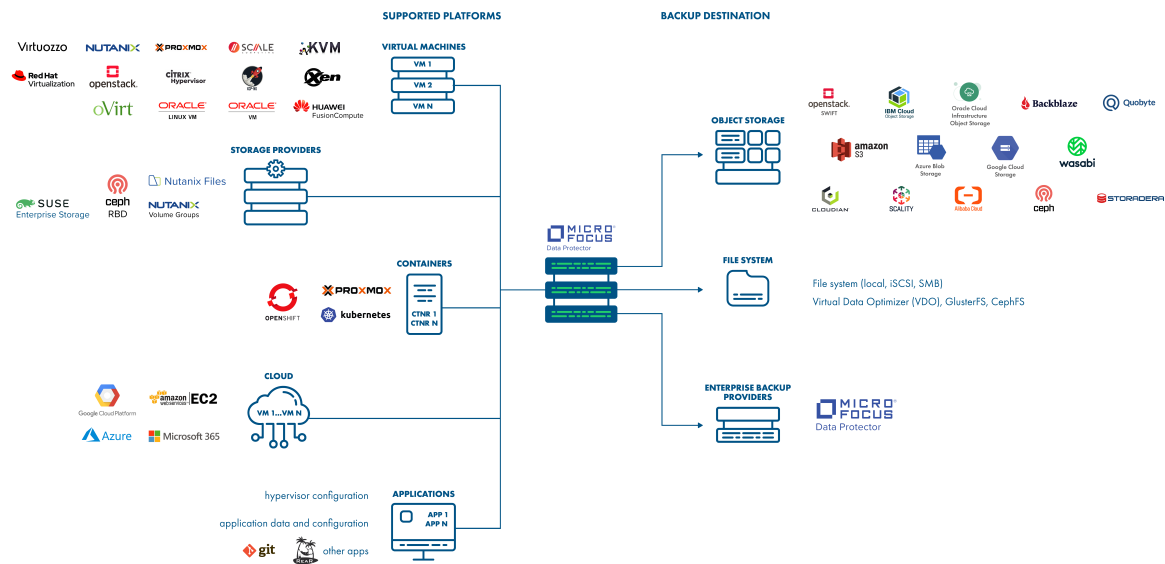 SUPPORTED PLATFORMS
BACKUP DESTINATION
VIRTUAL MACHINES
VM 1
VM 2
VM N
Virtuozzo
NUTANIX
PROXMOX
SCALE
KVM
Red Hat
Virtualization
openstack.
CITRIX
Hypervisor
Xen
oVirt
ORACLE
LINUX VM
ORACLE
VM
HUAWEI
FusionCompute
STORAGE PROVIDERS
SUSE
Enterprise Storage
ceph
RBD
Nutanix Files
NUTANIX
Volume Groups
CONTAINERS
CTNR 1
CTNR N
OPENSHIFT
PROXMOX
kubernetes
CLOUD
VM 1...VM N
Google Cloud Platform
amazon
webservices
EC2
Azure
Microsoft 365
APPLICATIONS
APP 1
APP N
hypervisor configuration
application data and configuration
git
ReaR
other apps
MICRO
FOCUS
Data Protector
OBJECT STORAGE
openstack.
SWIFT
IBM Cloud
Object Storage
Oracle Cloud
Infrastructure
Object Storage
Backblaze
Quobyte
amazon
S3
Azure Blob
Storage
Google Cloud
Storage
wasabi
CLOUDIAN
SCALITY
Alibaba Cloud
ceph
STORADERA
FILE SYSTEM
File system (local, iSCSI, SMB)
Virtual Data Optimizer (VDO), GlusterFS, CephFS
ENTERPRISE BACKUP
PROVIDERS
MICRO
FOCUS
Data Protector